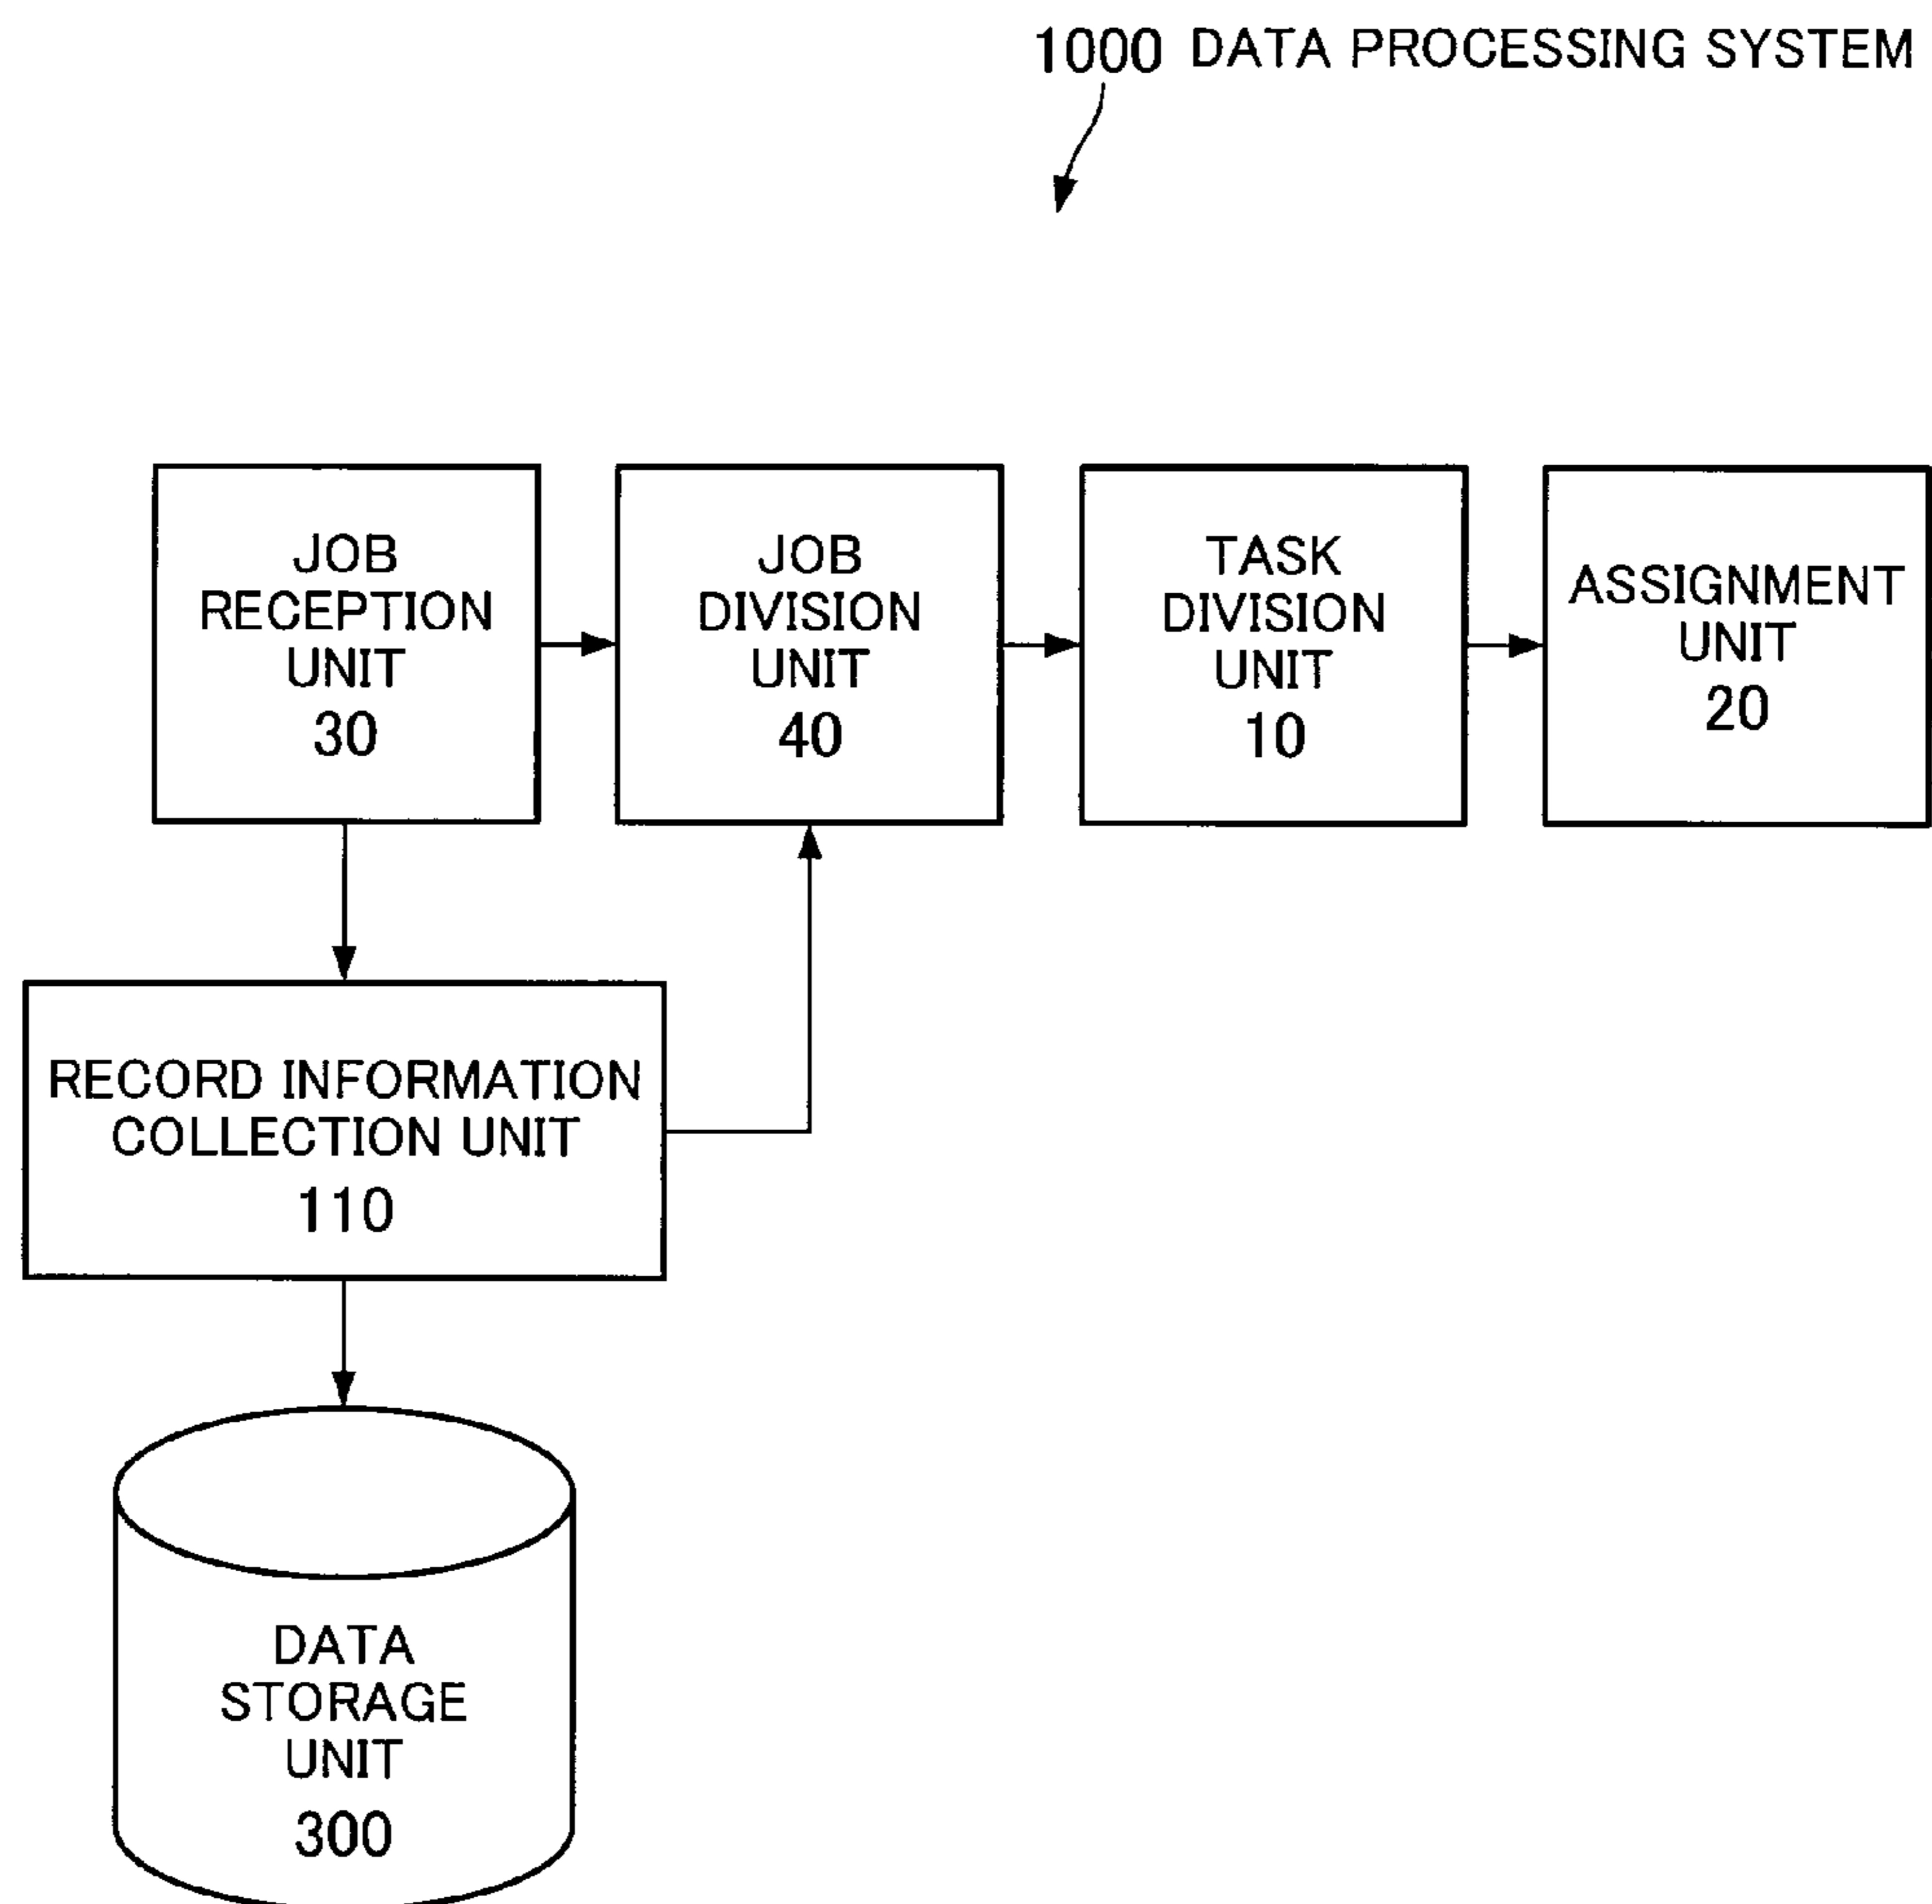 1000 DATA PROCESSING SYSTEM
JOB
RECEPTION
UNIT
30
JOB
DIVISION
UNIT
40
TASK
DIVISION
UNIT
10
ASSIGNMENT
UNIT
20
RECORD INFORMATION
COLLECTION UNIT
110
DATA
STORAGE
UNIT
300